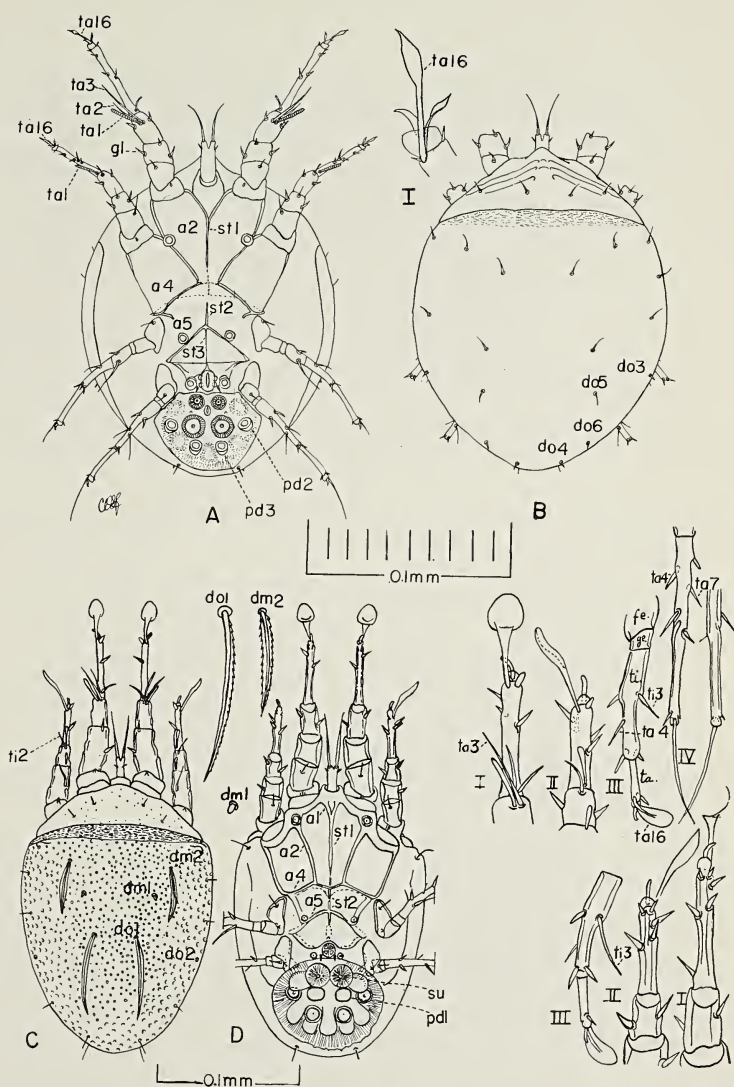 ta16
ta3
ta2
ta1
g1
ta16
ta1
a2
st1
a4
st2
a5
st3
pd2
pd3
A
ta16
I
do3
do5
do6
do4
B
0.1mm
do1
dm2
dm1
ti2
dm2
dm1
do1
do2
C
0.1mm
a1
st1
a2
a4
a5
st2
su
pd1
D
ta3
I
II
fe.
ge
ti
ti3
ta4
ta.
ta16
III
ta4
ta7
IV
ti3
III
II
I